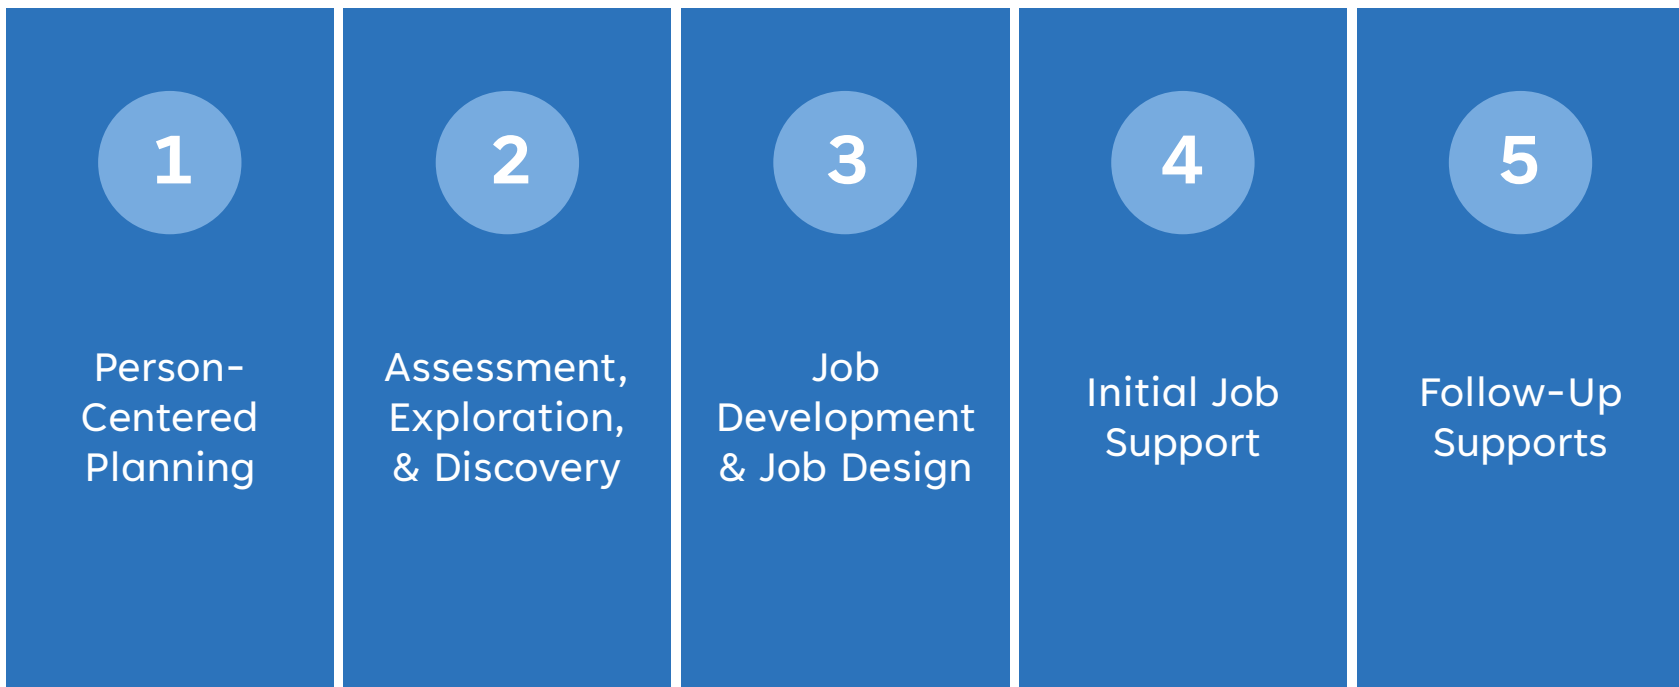 1
Person-
Centered
Planning
2
Assessment,
Exploration,
& Discovery
3
Job
Development
& Job Design
4
Initial Job
Support
5
Follow-Up
Supports